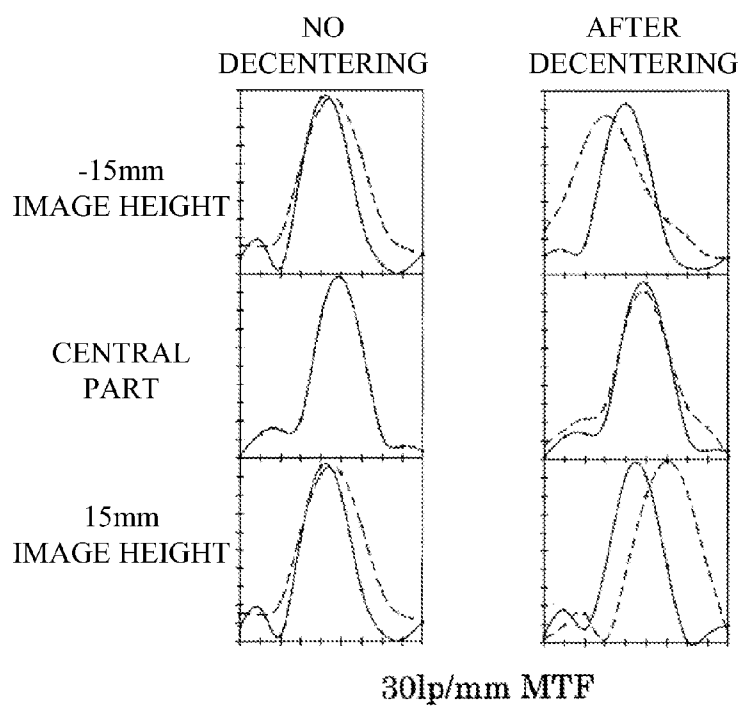 NO
DECENTERING
AFTER
DECENTERING
-15mm
IMAGE HEIGHT
CENTRAL
PART
15mm
IMAGE HEIGHT
30lp/mm MTF